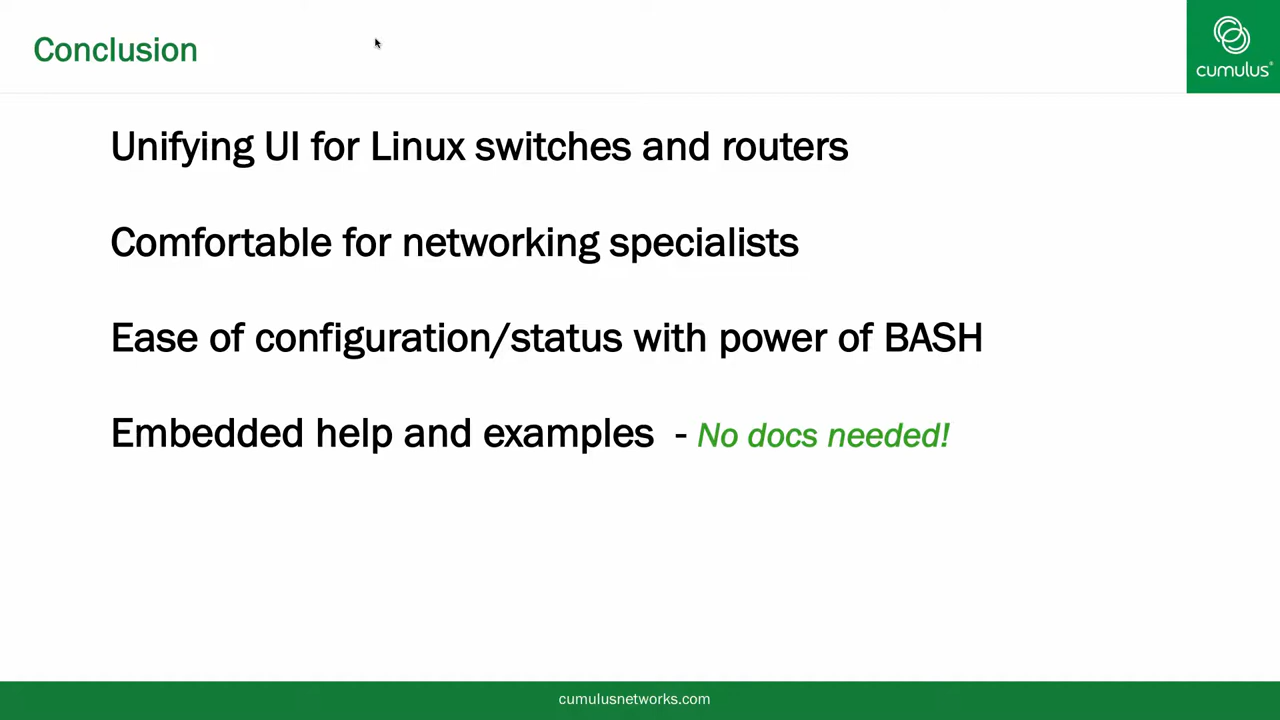 Conclusion
cumulus®
Unifying UI for Linux switches and routers
Comfortable for networking specialists
Ease of configuration/status with power of BASH
Embedded help and examples - No docs needed!
cumulusnetworks.com